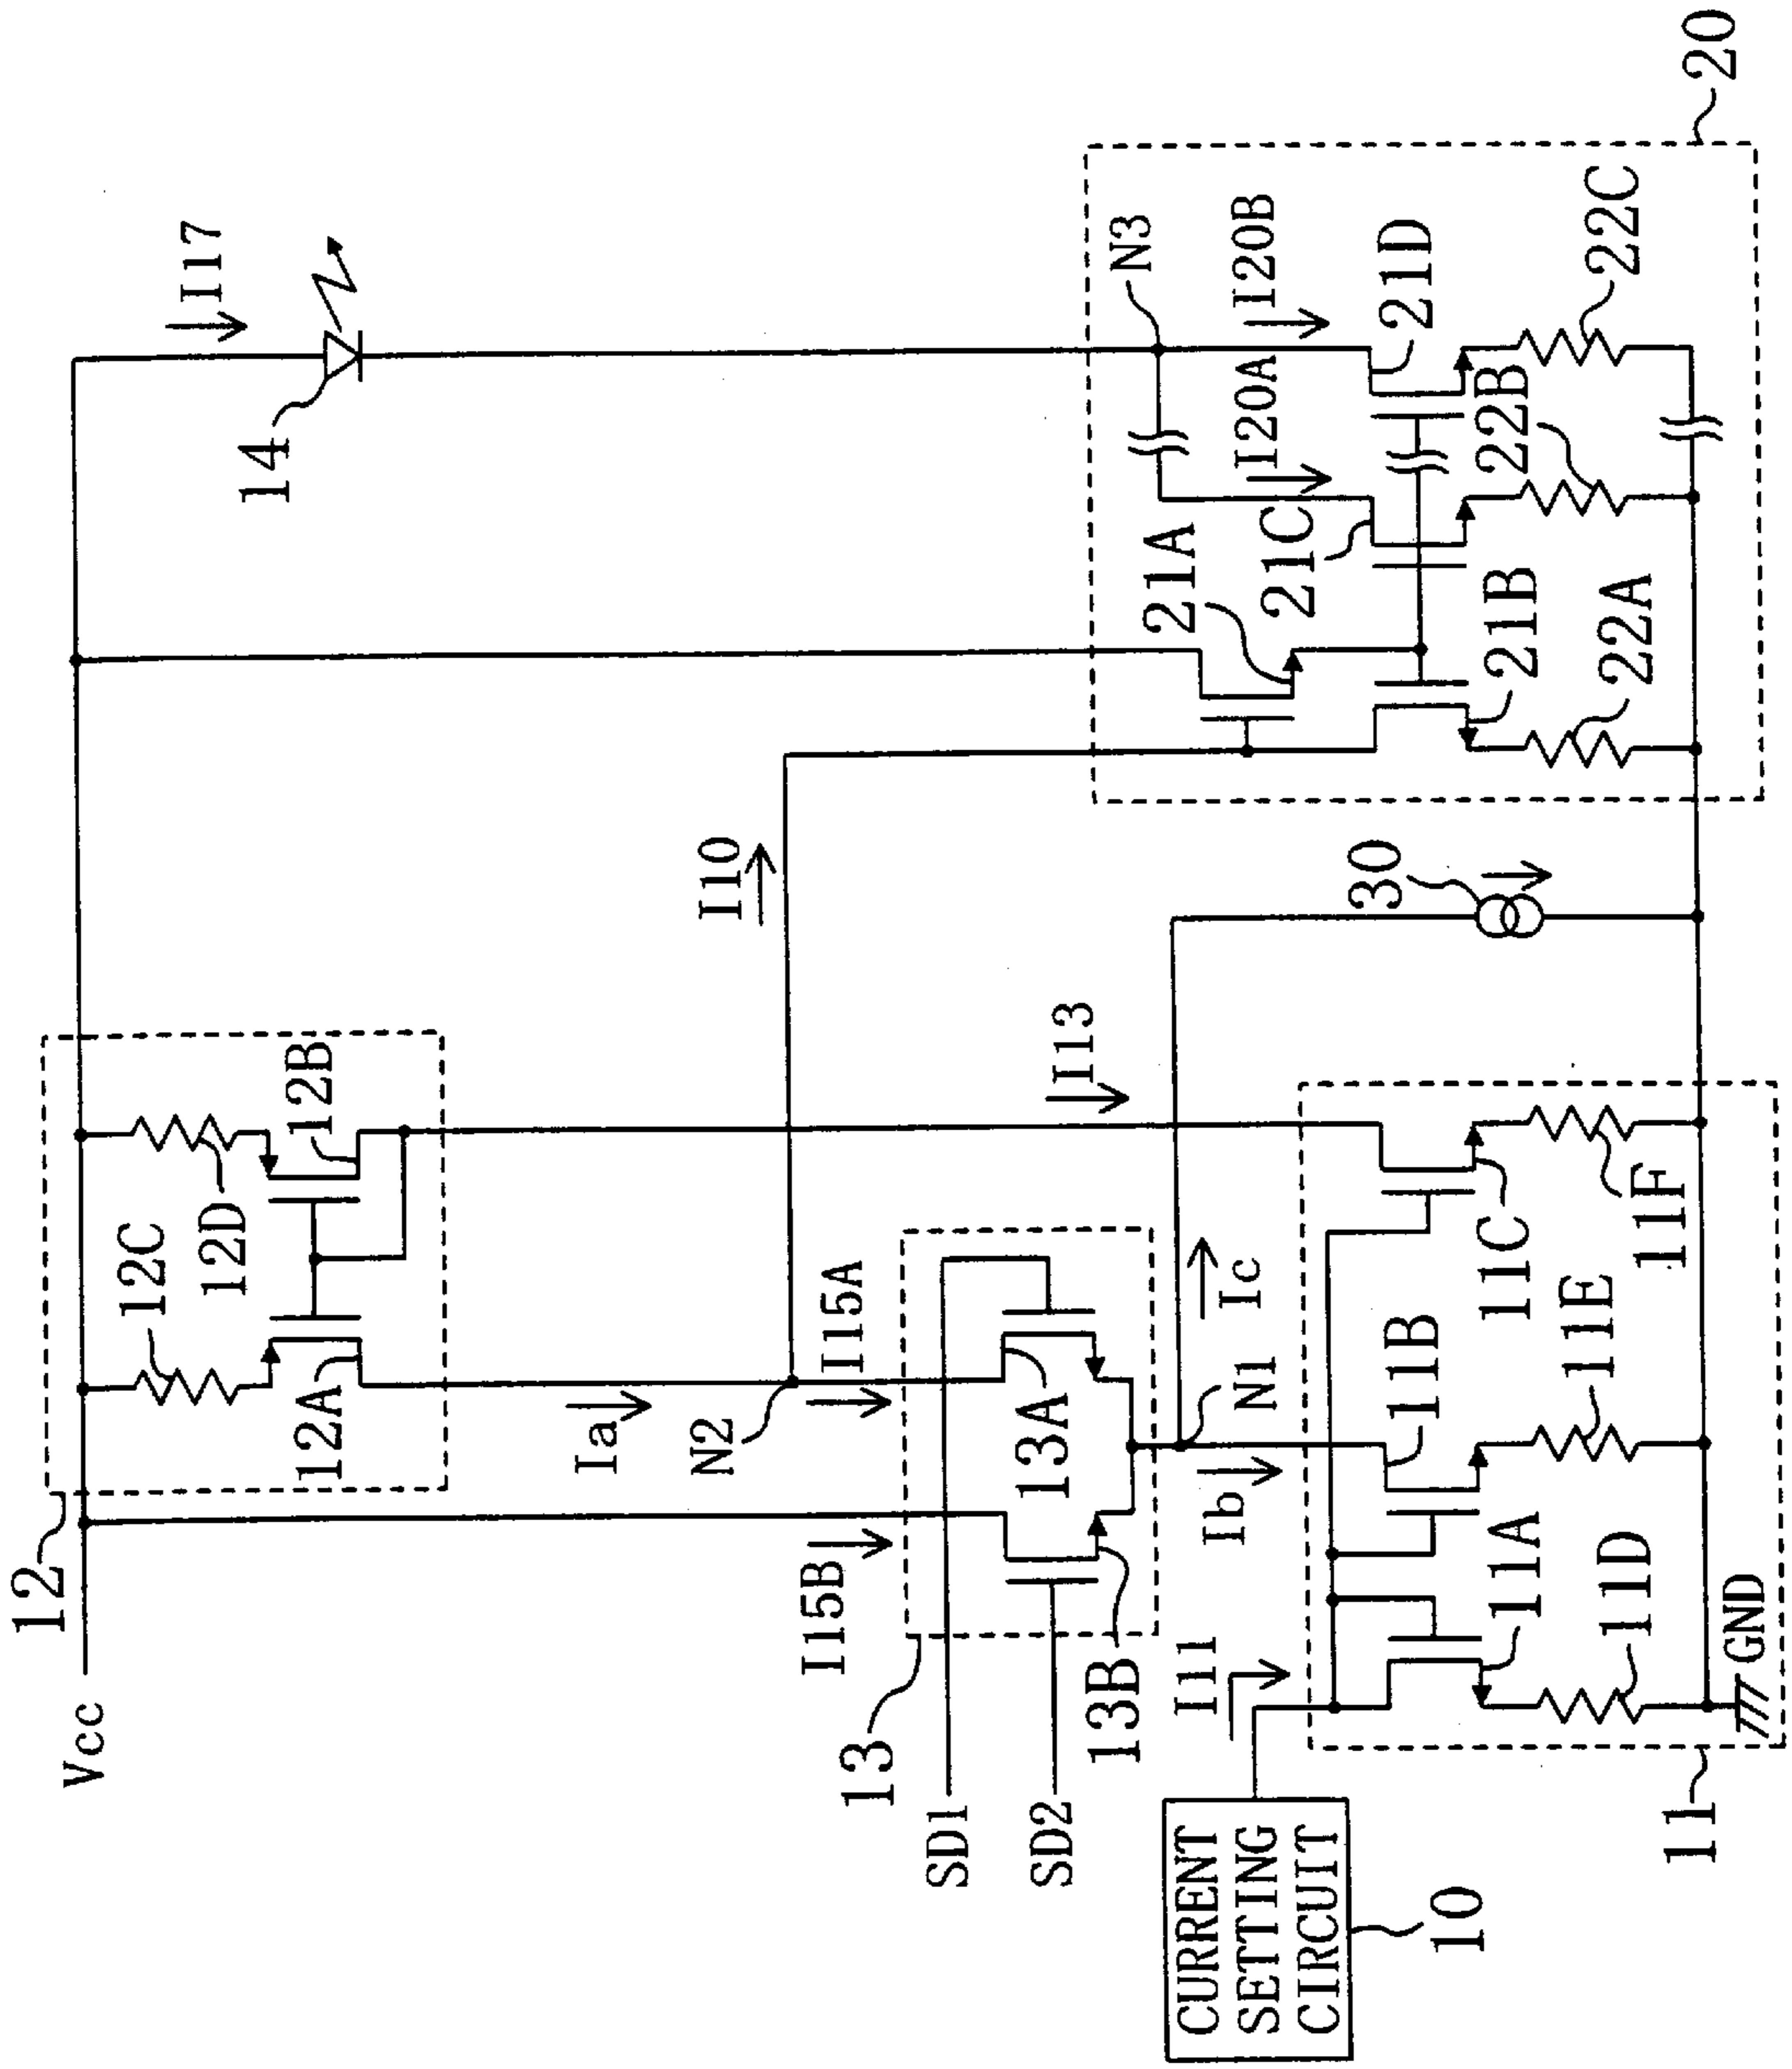 Vcc
12
12C
12D
12A
12B
Ia
N2
I10
I17
14
I15B
I15A
13
SD1
SD2
13A
13B
N1
Ib
Ic
I13
I11
CURRENT
SETTING
CIRCUIT
10
11
11A
11B
11C
11D
11E
11F
GND
30
N3
I20A
I20B
21A
21B
21C
21D
22A
22B
22C
20